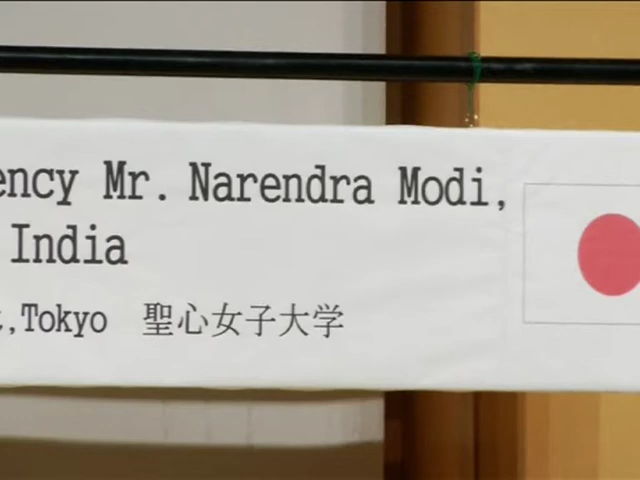 ency Mr. Narendra Modi,
India
,Tokyo 聖心女子大学